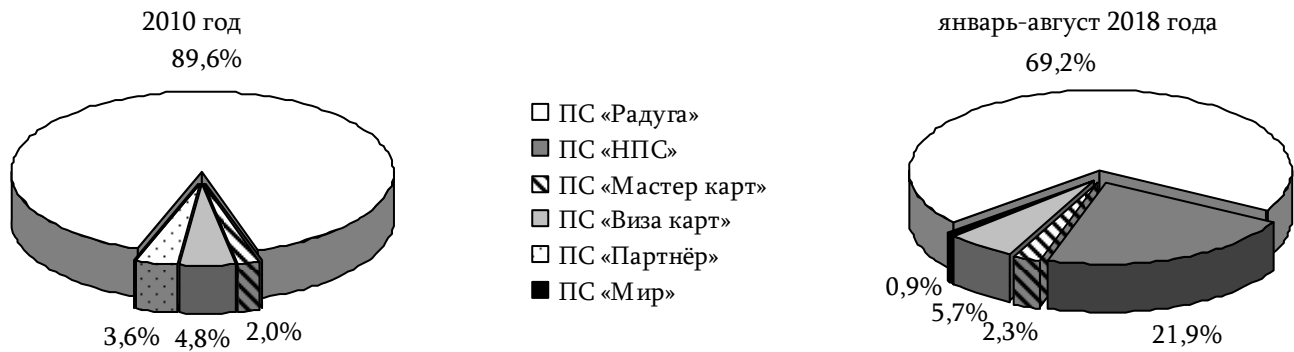 2010 год
89,6%
3,6%
4,8%
2,0%
ПС «Радуга»
ПС «НПС»
ПС «Мастер карт»
ПС «Виза карт»
ПС «Партнёр»
ПС «Мир»
январь-август 2018 года
69,2%
0,9%
5,7%
2,3%
21,9%